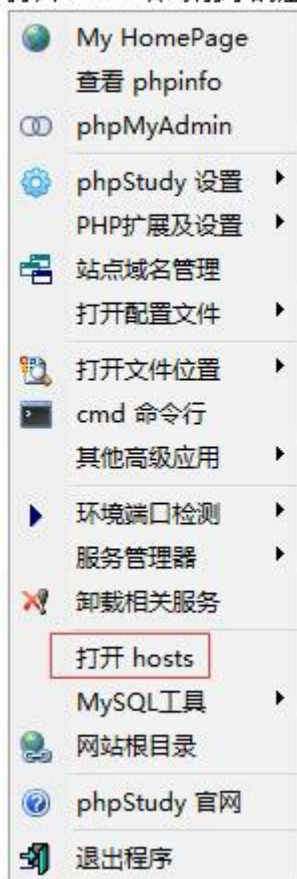 My HomePage
查看 phpinfo
phpMyAdmin
phpStudy 设置
PHP扩展及设置
站点域名管理
打开配置文件
打开文件位置
cmd 命令行
其他高级应用
环境端口检测
服务管理器
卸载相关服务
打开 hosts
MySQL工具
网站根目录
phpStudy 官网
退出程序